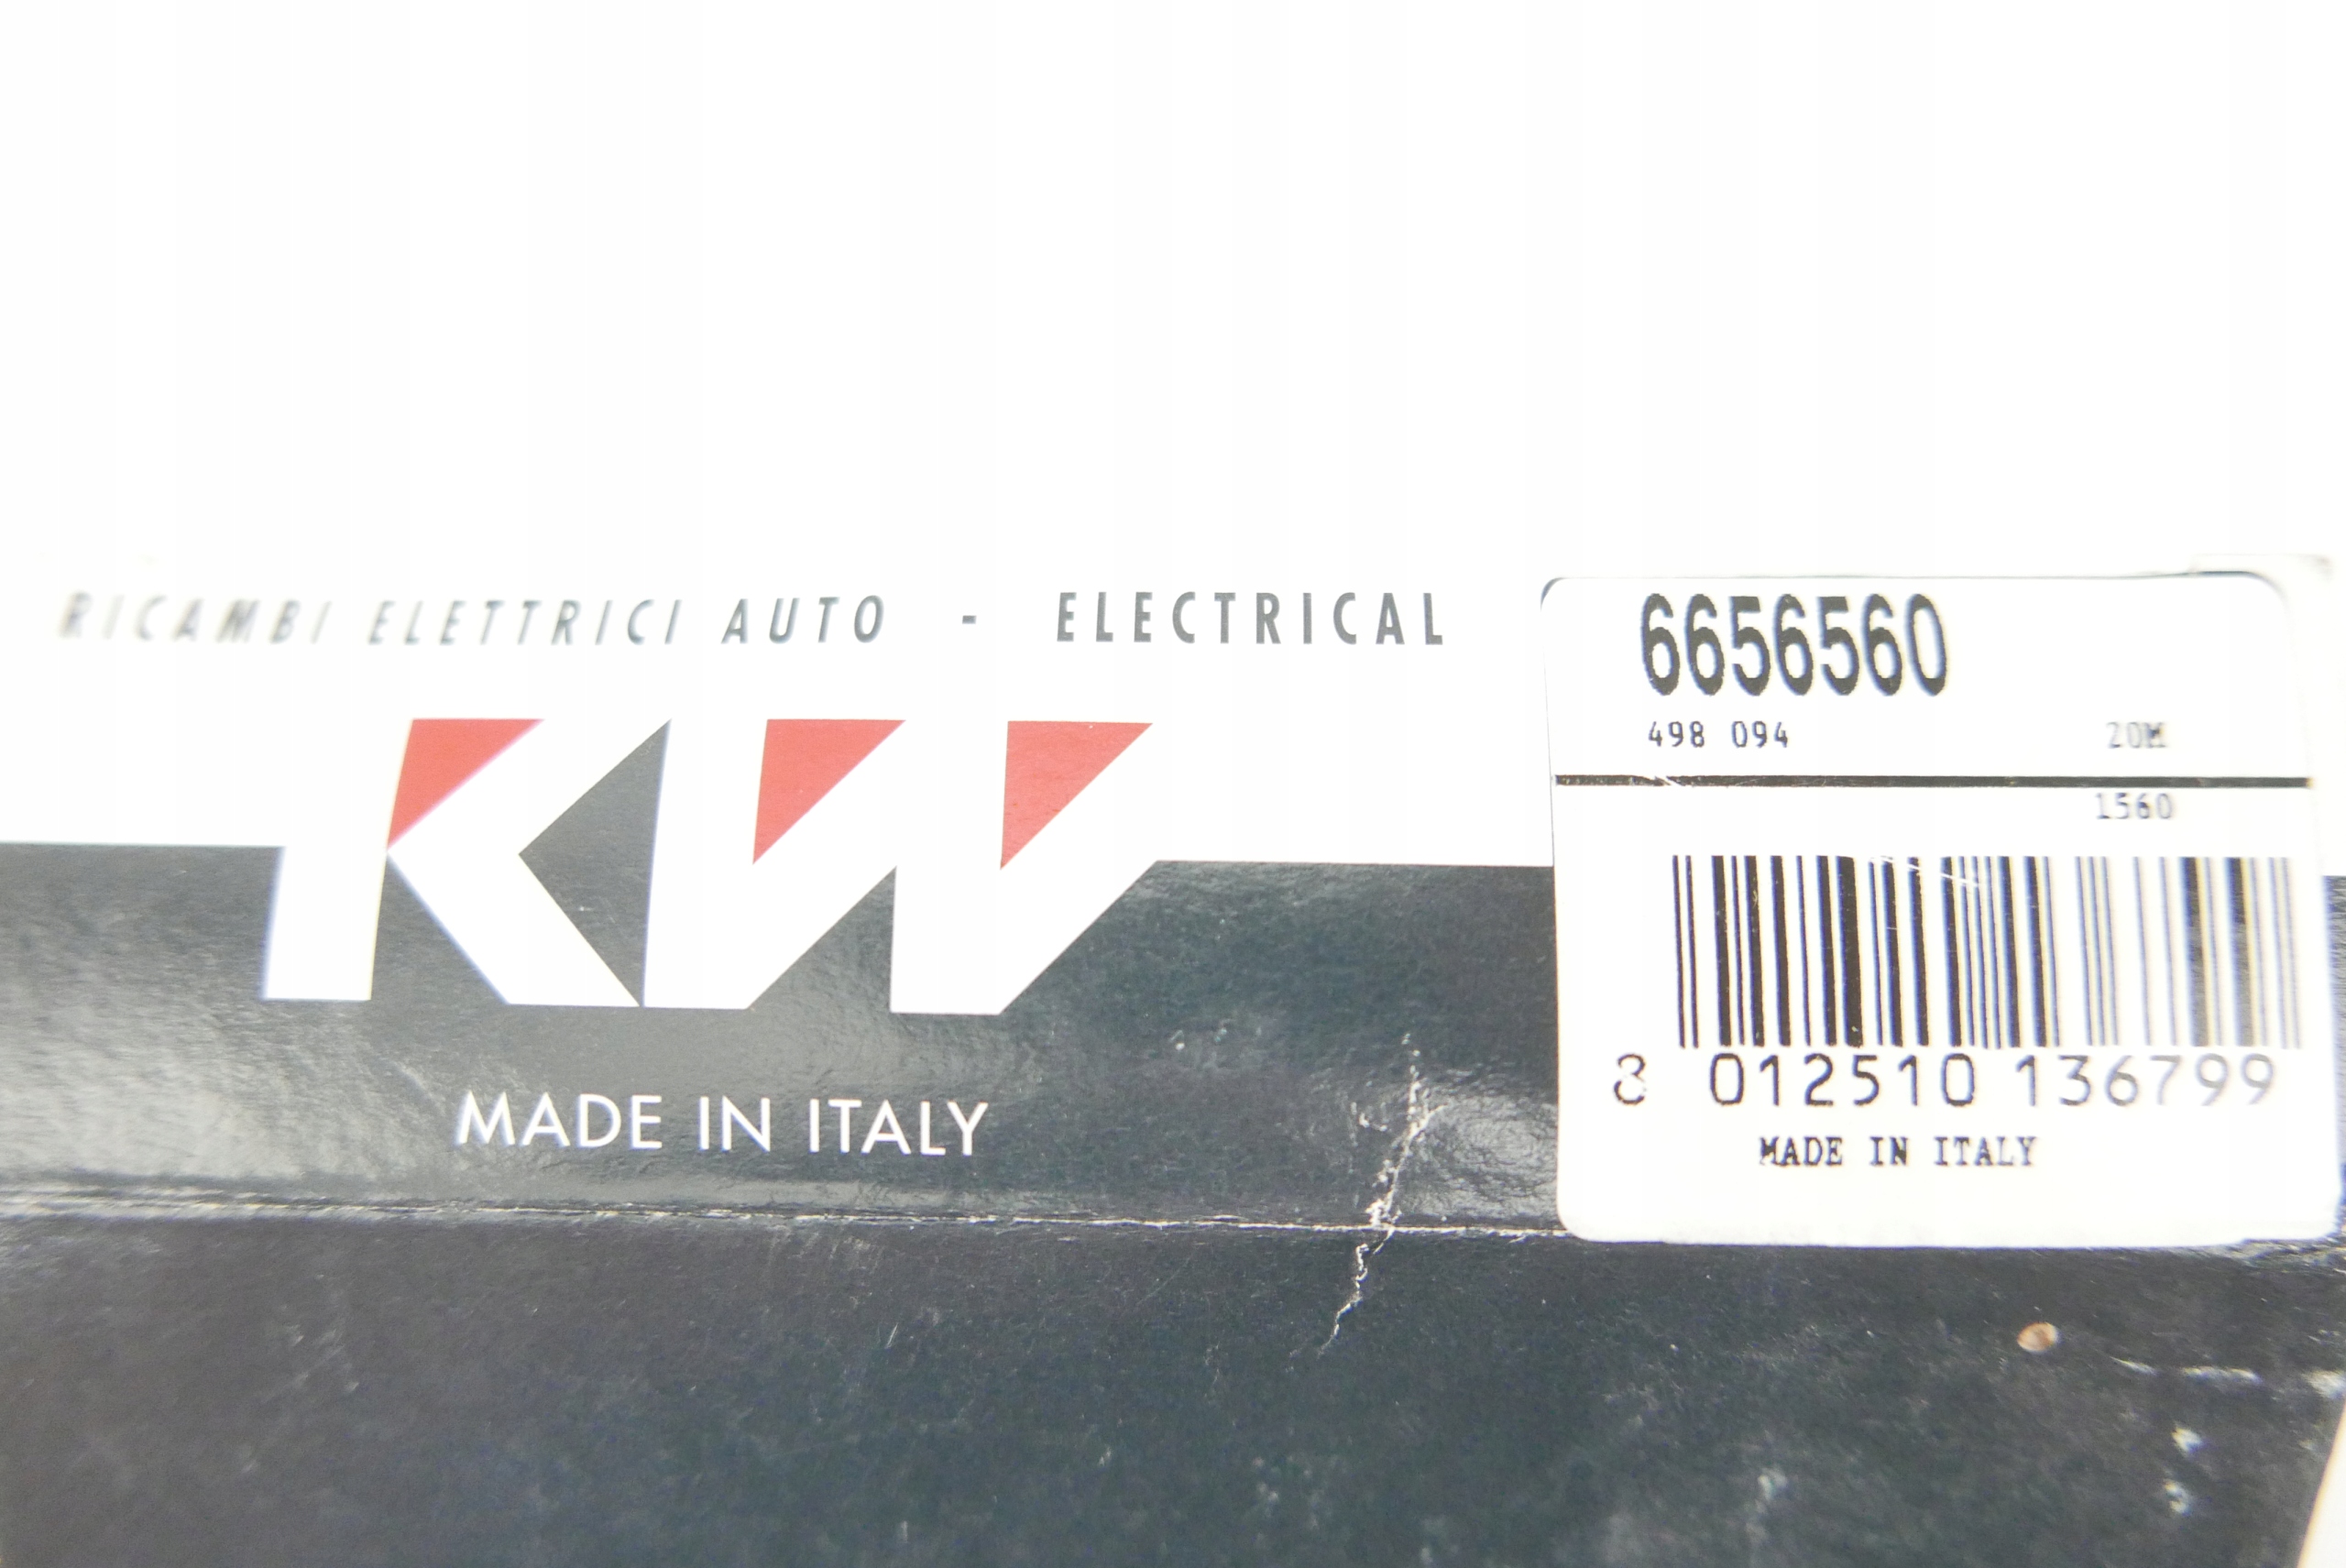 RICAMBI ELETTRICI AUTO - ELECTRICAL
KW
MADE IN ITALY
6656560
498 094 20M
1560
8 012510 136799
MADE IN ITALY